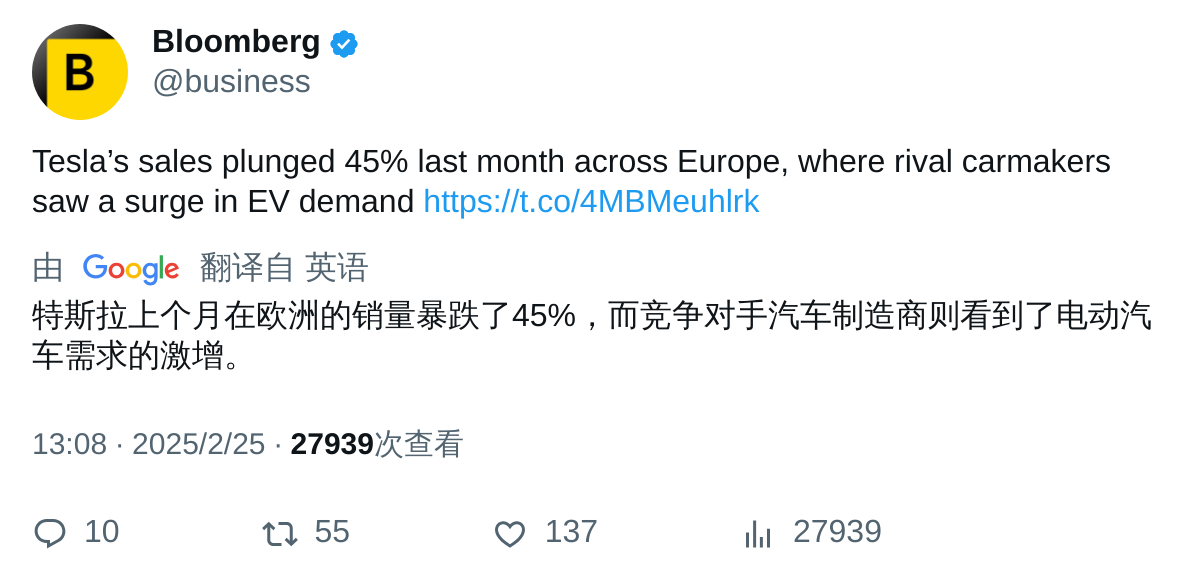 B
Bloomberg
@business
Tesla’s sales plunged 45% last month across Europe, where rival carmakers
saw a surge in EV demand https://t.co/4MBMeuhlrk
由 Google 翻译自 英语
特斯拉上个月在欧洲的销量暴跌了45%，而竞争对手汽车制造商则看到了电动汽
车需求的激增。
13:08 · 2025/2/25 · 27939次查看
10 55 137 27939